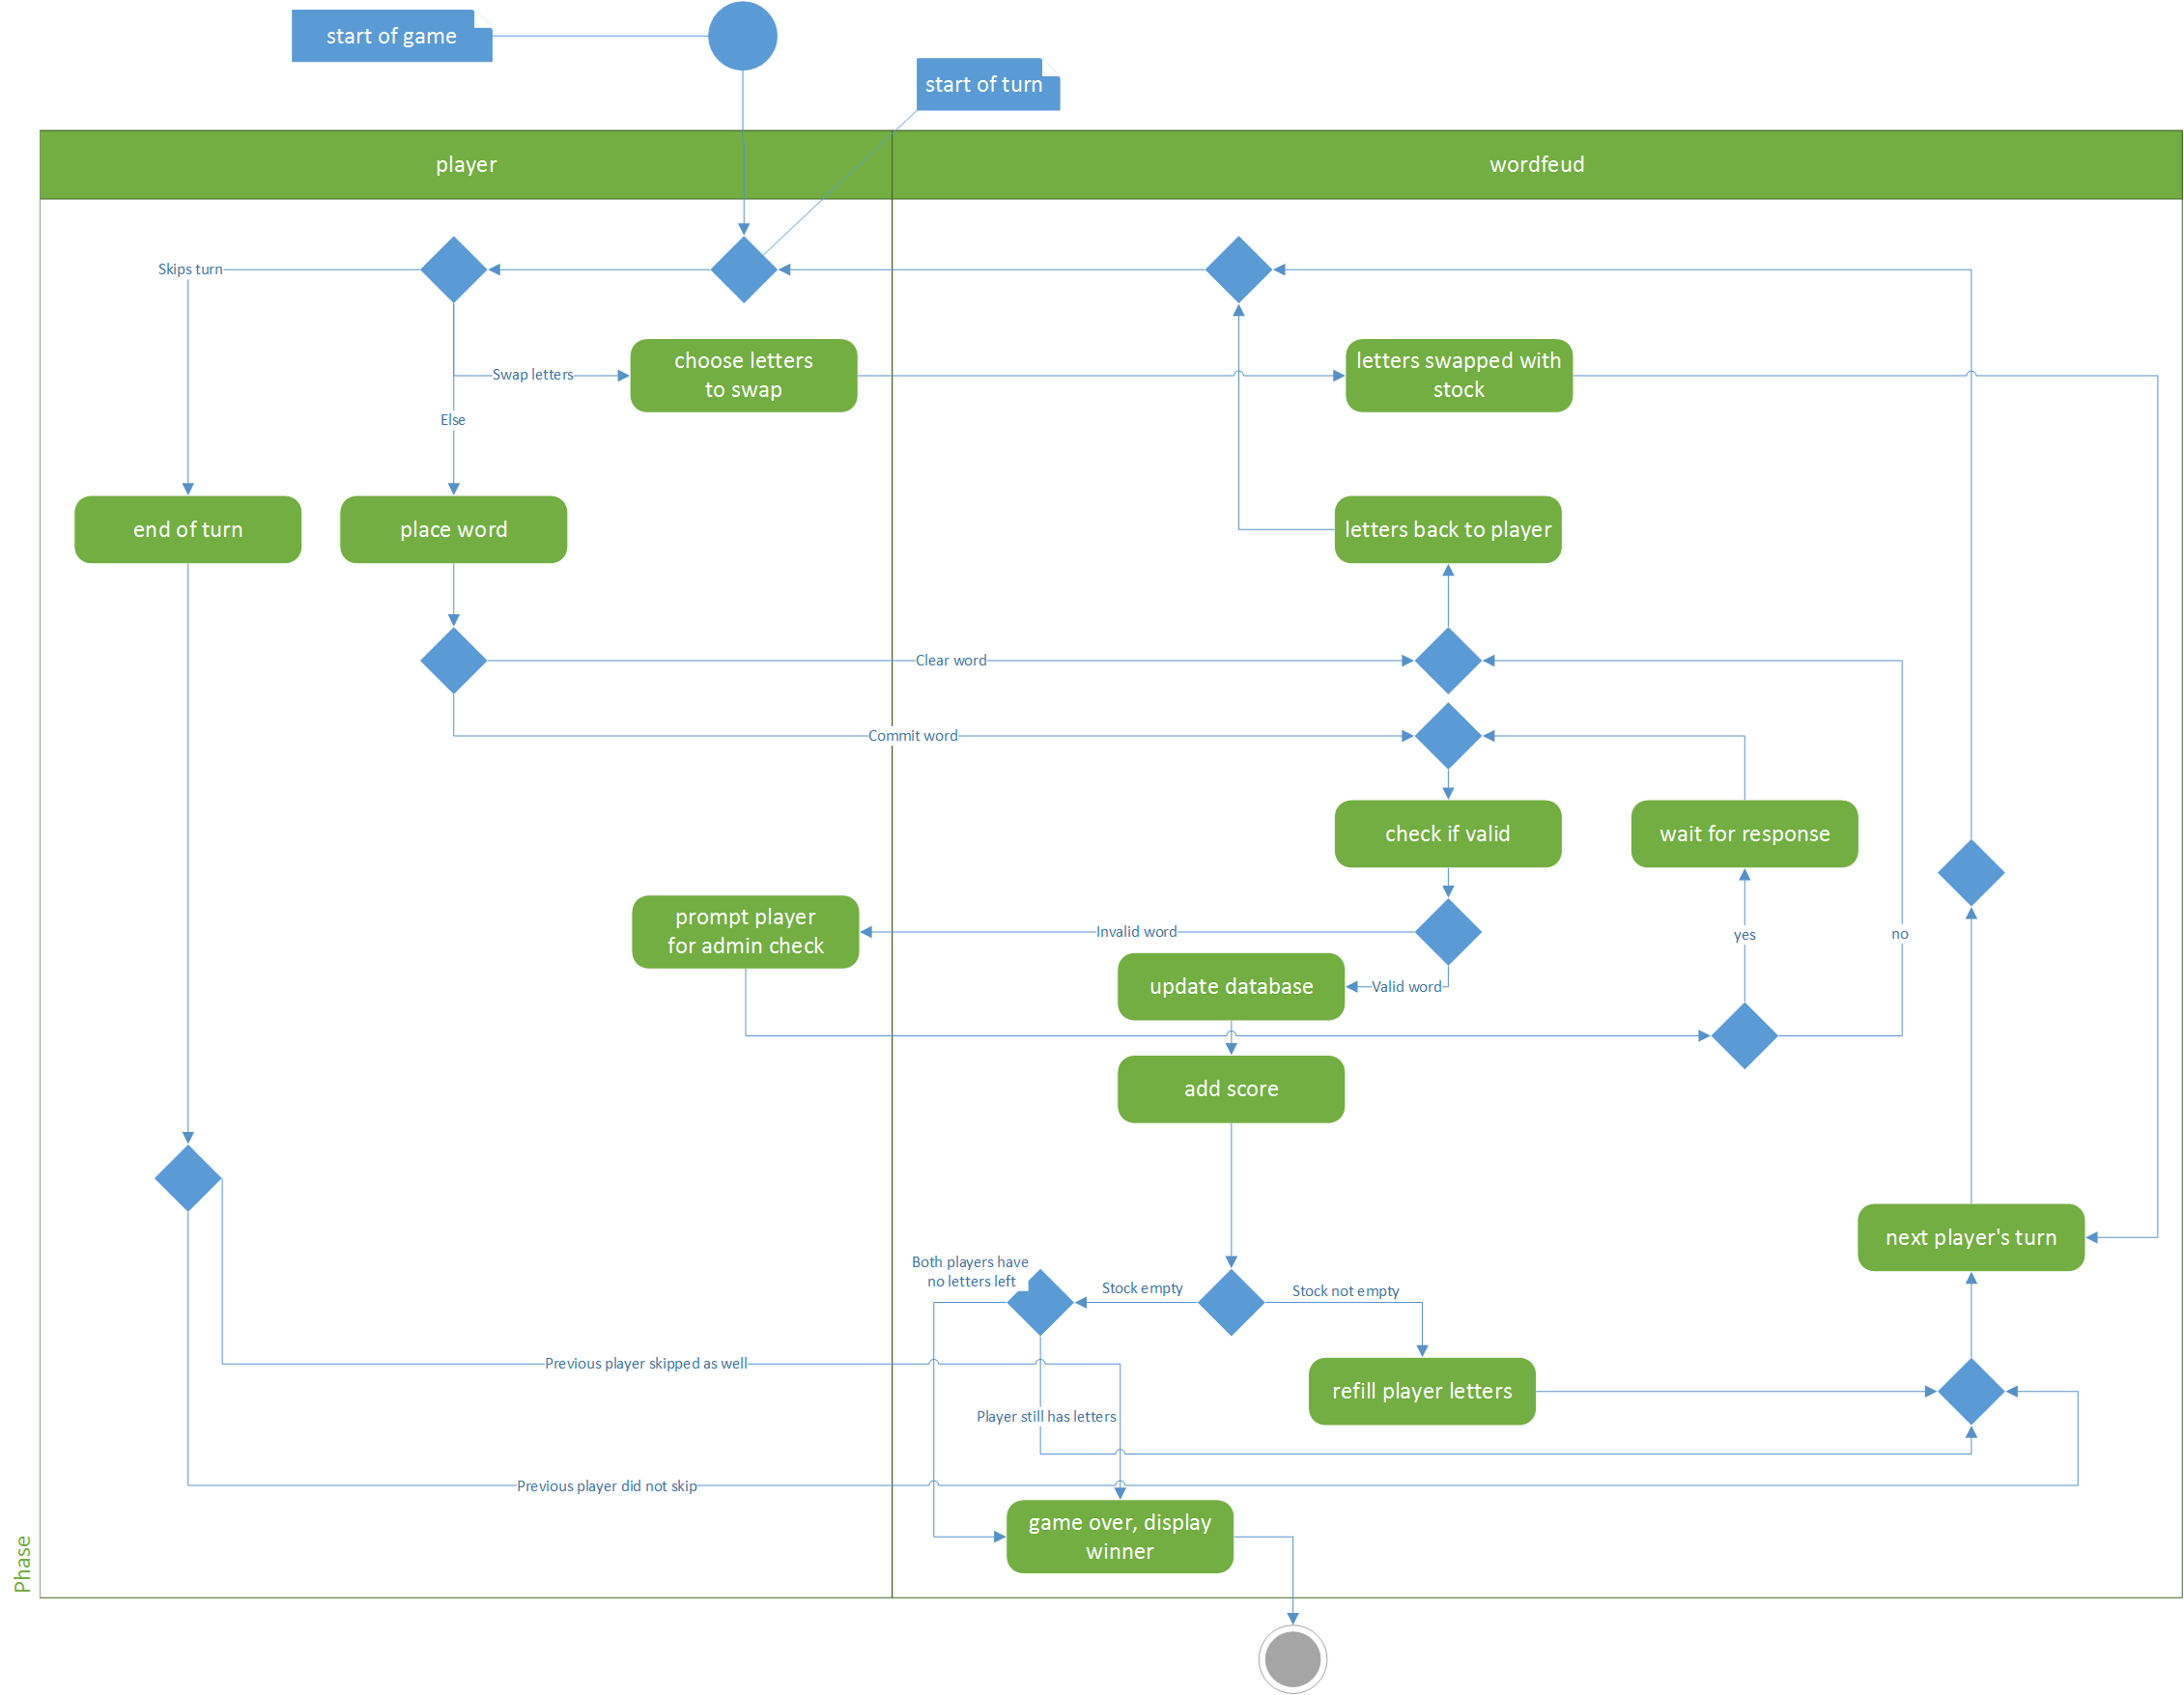 start of game
start of turn
player
wordfeud
Skips turn
choose letters
to swap
letters swapped with
stock
Swap letters
Else
end of turn
place word
letters back to player
Clear word
Commit word
check if valid
wait for response
prompt player
for admin check
Invalid word
yes
no
update database
Valid word
add score
next player's turn
Both players have
no letters left
Stock empty
Stock not empty
Previous player skipped as well
refill player letters
Player still has letters
Previous player did not skip
game over, display
winner
Phase